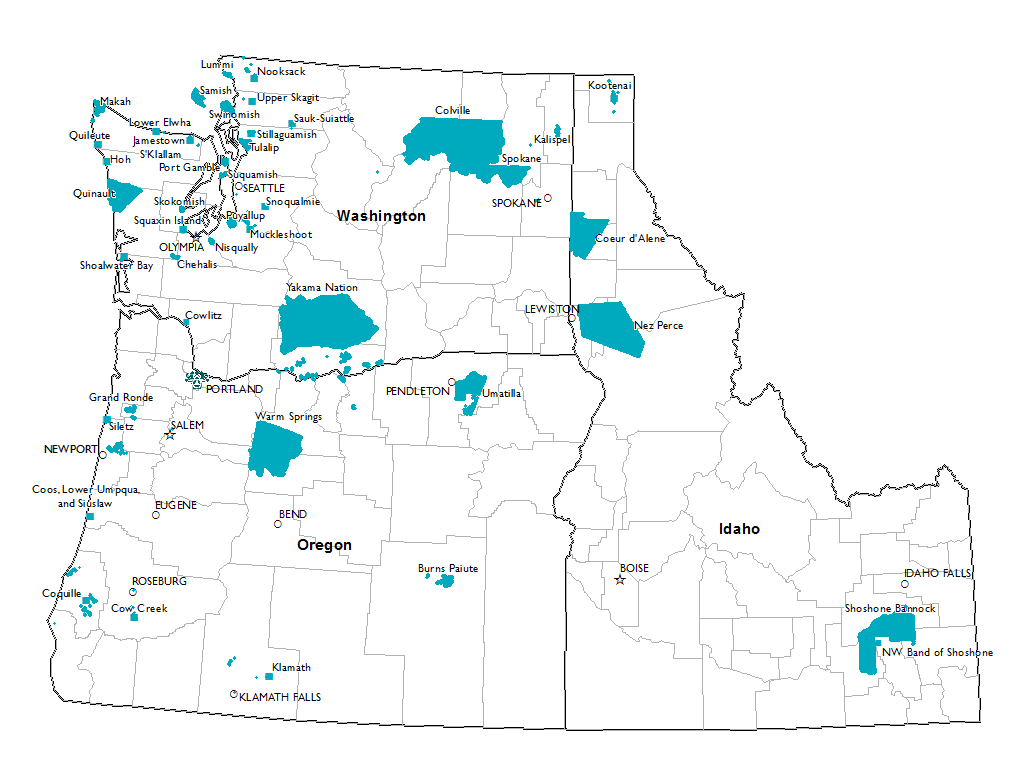 Lummi
Nooksack
Kootenai
Samish
Upper Skagit
Makah
Swinomish
Colville
Lower Elwha
Sauk-Suiattle
Quileute
Stillaguamish
Jamestown
S'Klallam
Kalispel
Tulalip
Hoh
Port Gamble
Spokane
Suquamish
SEATTLE
Quinault
Skokomish
Snoqualmie
SPOKANE
Puyallup
Washington
Squaxin Island
Muckleshoot
Coeur d'Alene
OLYMPIA
Nisqually
Shoalwater Bay
Chehalis
Yakama Nation
LEWISTON
Cowlitz
Nez Perce
PORTLAND
PENDLETON
Umatilla
Grand Ronde
Warm Springs
Siletz
SALEM
NEWPORT
Coos, Lower Umpqua,
and Siuslaw
EUGENE
BEND
Idaho
Oregon
Burns Paiute
BOISE
IDAHO FALLS
ROSEBURG
Coquille
Cow Creek
Shoshone Bannock
NW Band of Shoshone
Klamath
KLAMATH FALLS